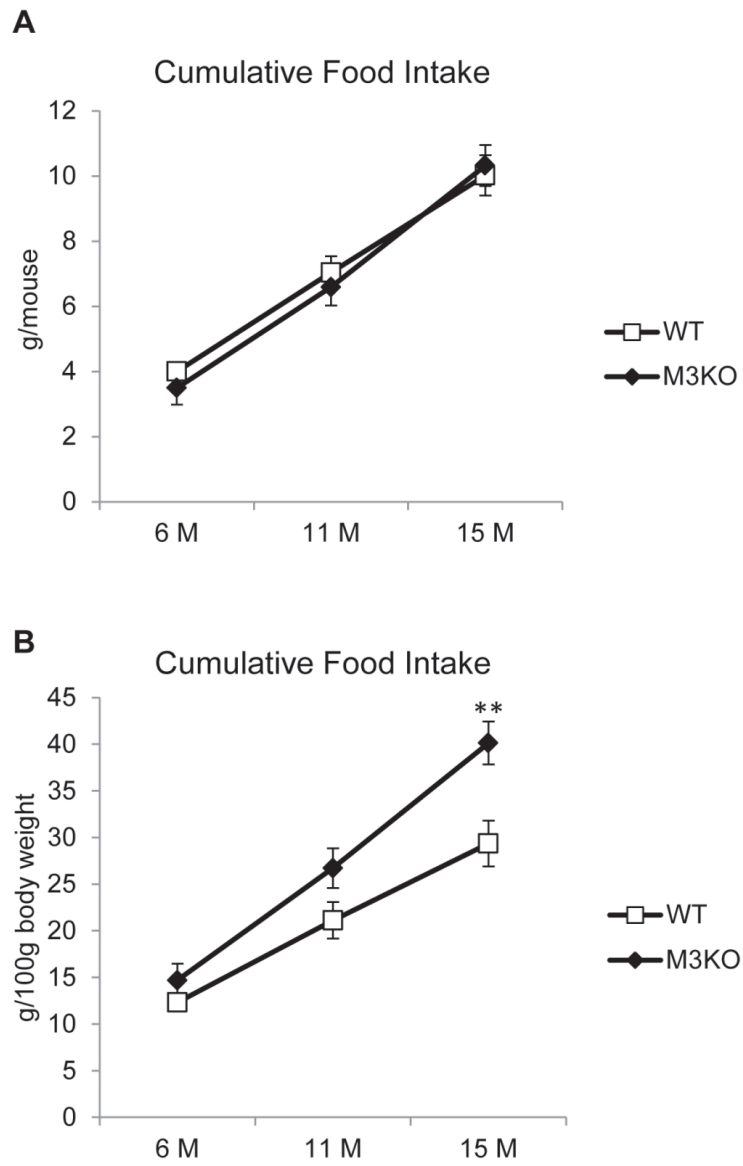 A
Cumulative Food Intake
12
10
8
6
4
2
0
g/mouse
6 M 11 M 15 M
WT
M3KO
B
Cumulative Food Intake
45
40
35
30
25
20
15
10
5
0
g/100g body weight
**
6 M 11 M 15 M
WT
M3KO